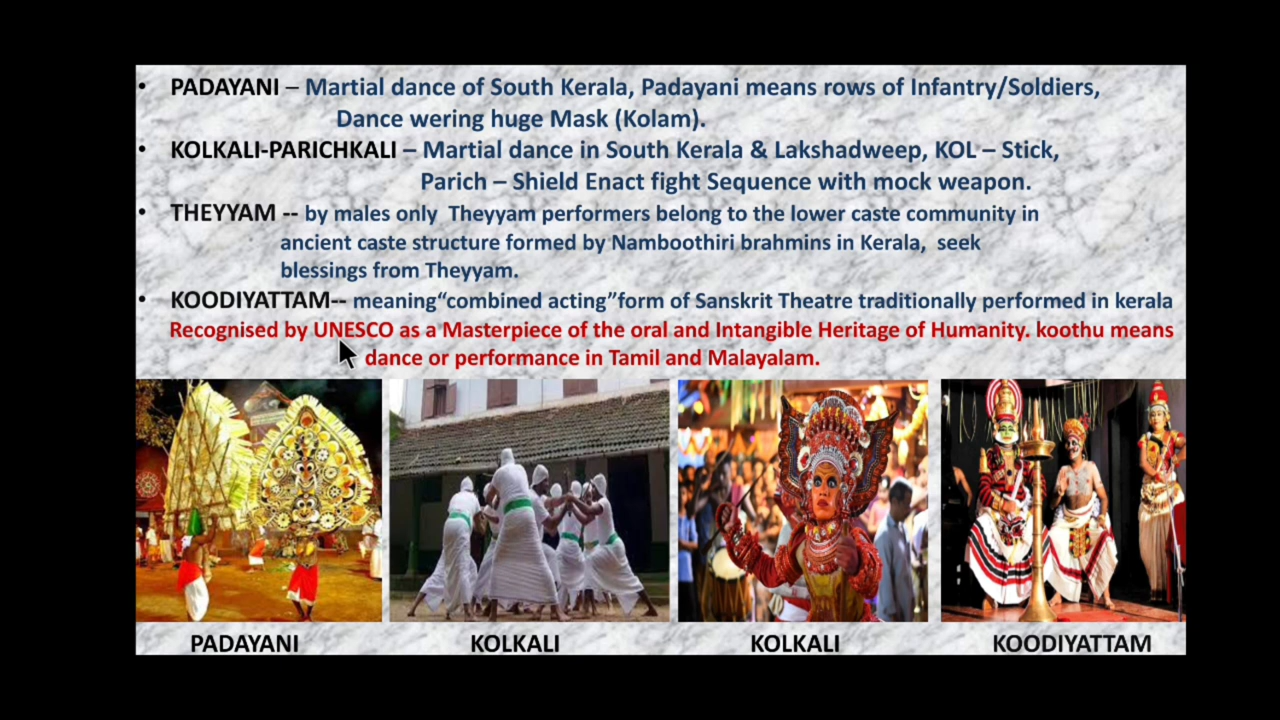 • PADAYANI – Martial dance of South Kerala, Padayani means rows of Infantry/Soldiers,
Dance wering huge Mask (Kolam).
• KOLKALI-PARICHKALI – Martial dance in South Kerala & Lakshadweep, KOL – Stick,
Parich – Shield Enact fight Sequence with mock weapon.
• THEYYAM -- by males only Theyyam performers belong to the lower caste community in
ancient caste structure formed by Namboothiri brahmins in Kerala, seek
blessings from Theyyam.
• KOODIYATTAM-- meaning“combined acting”form of Sanskrit Theatre traditionally performed in kerala
Recognised by UNESCO as a Masterpiece of the oral and Intangible Heritage of Humanity. koothu means
dance or performance in Tamil and Malayalam.
PADAYANI KOLKALI KOLKALI KOODIYATTAM